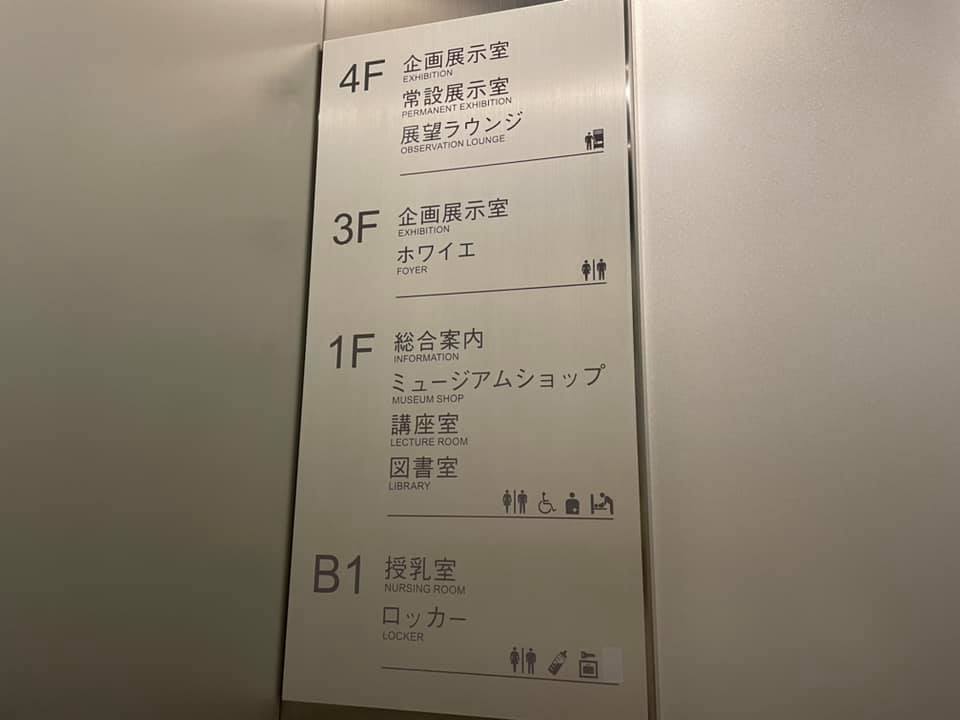 4F 企画展示室
EXHIBITION
常設展示室
PERMANENT EXHIBITION
展望ラウンジ
OBSERVATION LOUNGE
3F 企画展示室
EXHIBITION
ホワイエ
FOYER
1F 総合案内
INFORMATION
ミュージアムショップ
MUSEUM SHOP
講座室
LECTURE ROOM
図書室
LIBRARY
B1 授乳室
NURSING ROOM
ロッカー
LOCKER